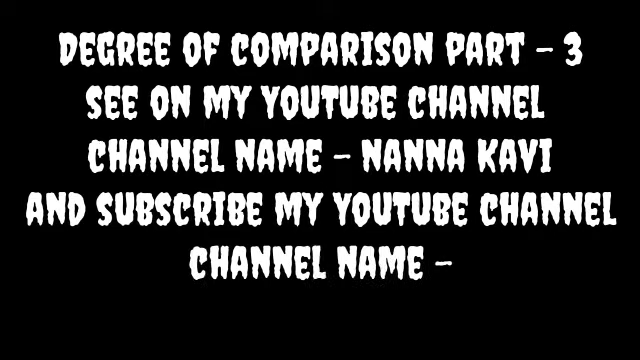 DEGREE OF COMPARISON PART - 3
SEE ON MY YOUTUBE CHANNEL
CHANNEL NAME - NANNA KAVI
AND SUBSCRIBE MY YOUTUBE CHANNEL
CHANNEL NAME -